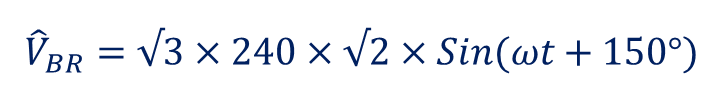 V̂_BR = √3 × 240 × √2 × Sin(ωt + 150°)